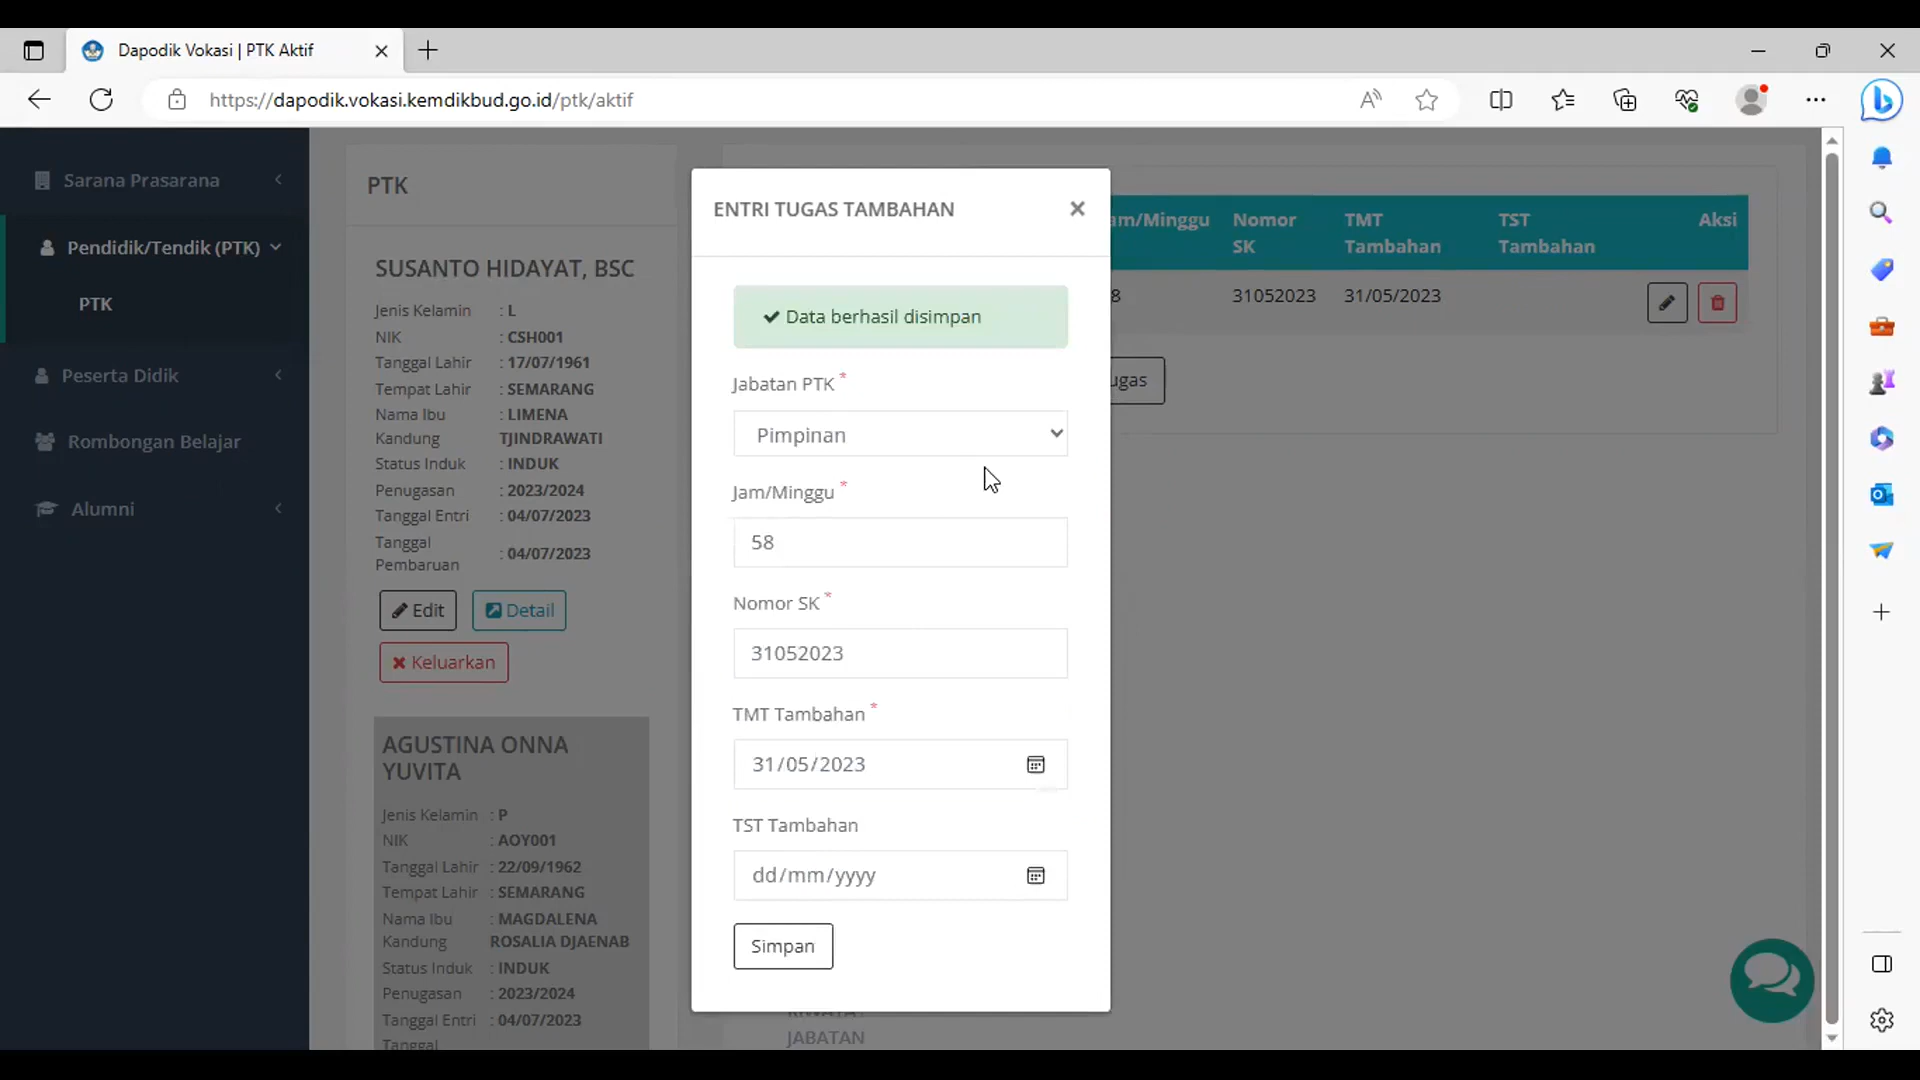 Dapodik Vokasi | PTK Aktif
https://dapodik.vokasi.kemdikbud.go.id/ptk/aktif
Sarana Prasarana
Pendidik/Tendik (PTK)
PTK
Peserta Didik
Rombongan Belajar
Alumni
PTK
SUSANTO HIDAYAT, BSC
Jenis Kelamin : L
NIK : CSH001
Tanggal Lahir : 17/07/1961
Tempat Lahir : SEMARANG
Nama Ibu : LIMENA
Kandung TJINDRAWATI
Status Induk : INDUK
Penugasan : 2023/2024
Tanggal Entri : 04/07/2023
Tanggal
Pembaruan : 04/07/2023
Edit
Detail
Keluarkan
AGUSTINA ONNA
YUVITA
Jenis Kelamin : P
NIK : AOY001
Tanggal Lahir : 22/09/1962
Tempat Lahir : SEMARANG
Nama Ibu : MAGDALENA
Kandung ROSALIA DJAENAB
Status Induk : INDUK
Penugasan : 2023/2024
Tanggal Entri : 04/07/2023
Tanggal
ENTRI TUGAS TAMBAHAN
Data berhasil disimpan
Jabatan PTK *
Pimpinan
Jam/Minggu *
58
Nomor SK *
31052023
TMT Tambahan *
31/05/2023
TST Tambahan
dd/mm/yyyy
Simpan
am/Minggu
Nomor
SK
TMT
Tambahan
TST
Tambahan
Aksi
8
31052023
31/05/2023
ugas
JABATAN